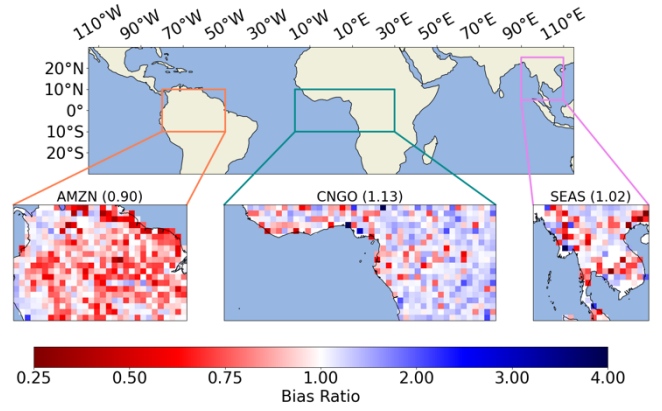 110°W 90°W 70°W 50°W 30°W 10°W 10°E 30°E 50°E 70°E 90°E 110°E
20°N
10°N
0°
10°S
20°S
AMZN (0.90) CNGO (1.13) SEAS (1.02)
0.25 0.50 0.75 1.00 2.00 3.00 4.00
Bias Ratio